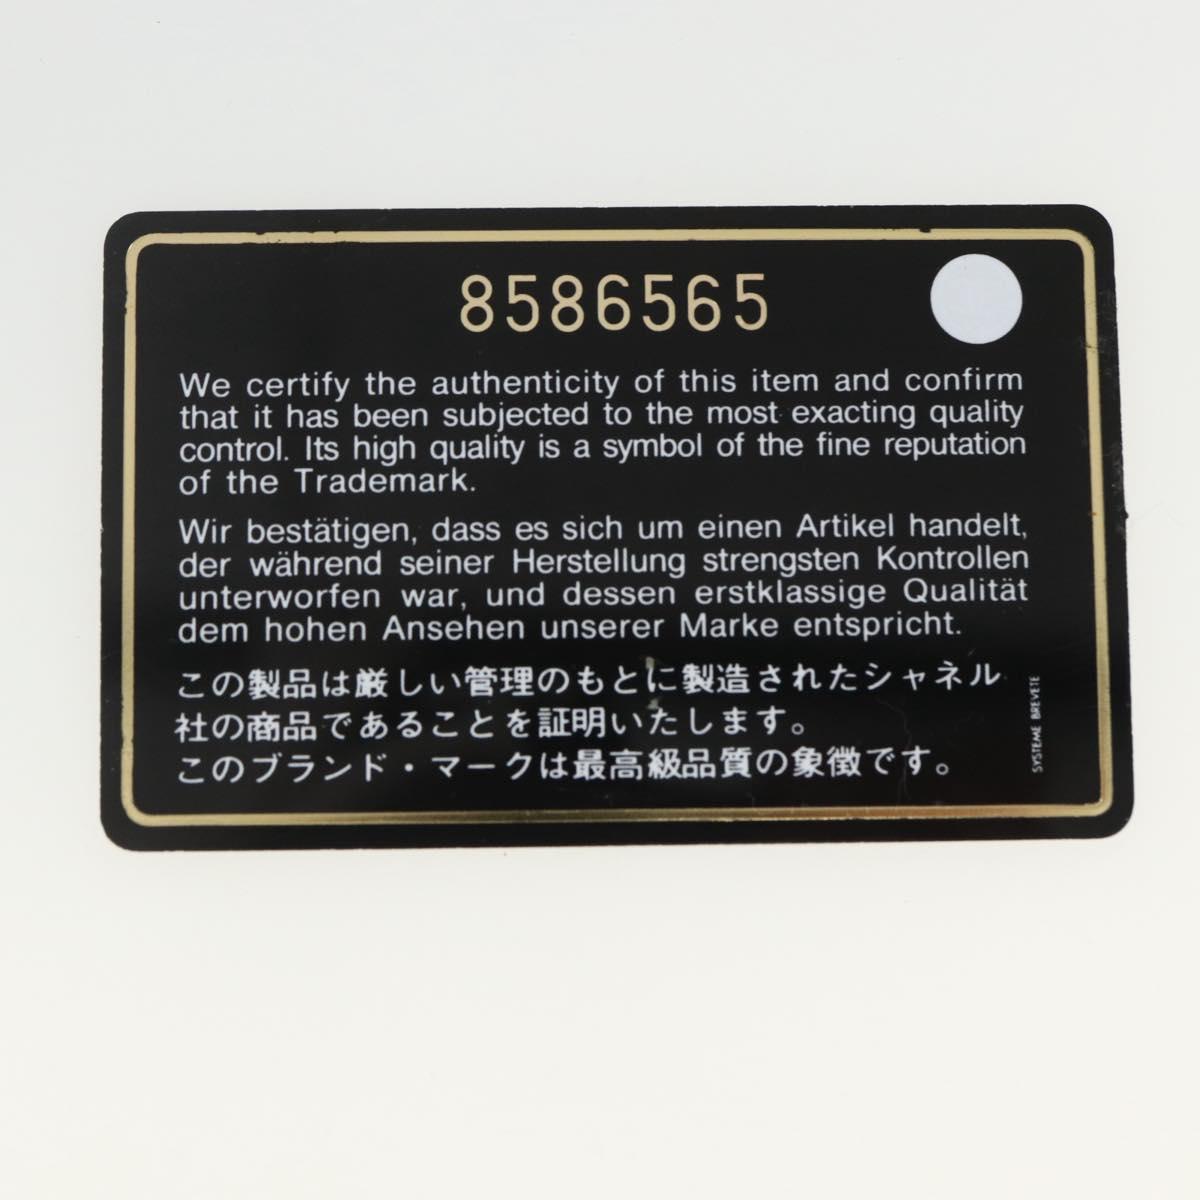 8586565
We certify the authenticity of this item and confirm
that it has been subjected to the most exacting quality
control. Its high quality is a symbol of the fine reputation
of the Trademark.
Wir bestätigen, dass es sich um einen Artikel handelt,
der während seiner Herstellung strengsten Kontrollen
unterworfen war, und dessen erstklassige Qualität
dem hohen Ansehen unserer Marke entspricht.
この製品は厳しい管理のもとに製造されたシャネル
社の商品であることを証明いたします。
このブランド・マークは最高級品質の象徴です。
SYSTEME BREVETE